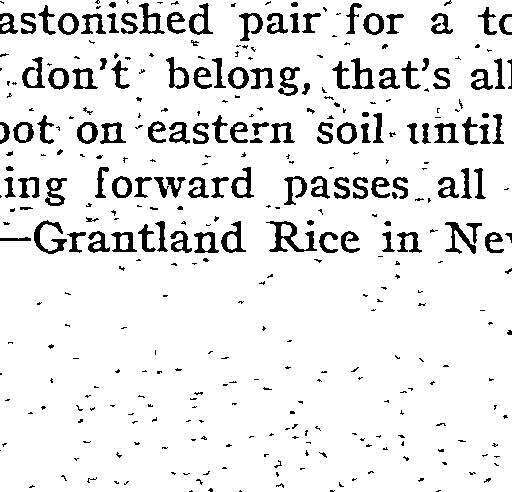 astonished pair for a to
don't belong, that's all
oot on eastern soil until
ing forward passes all
—Grantland Rice in Nev